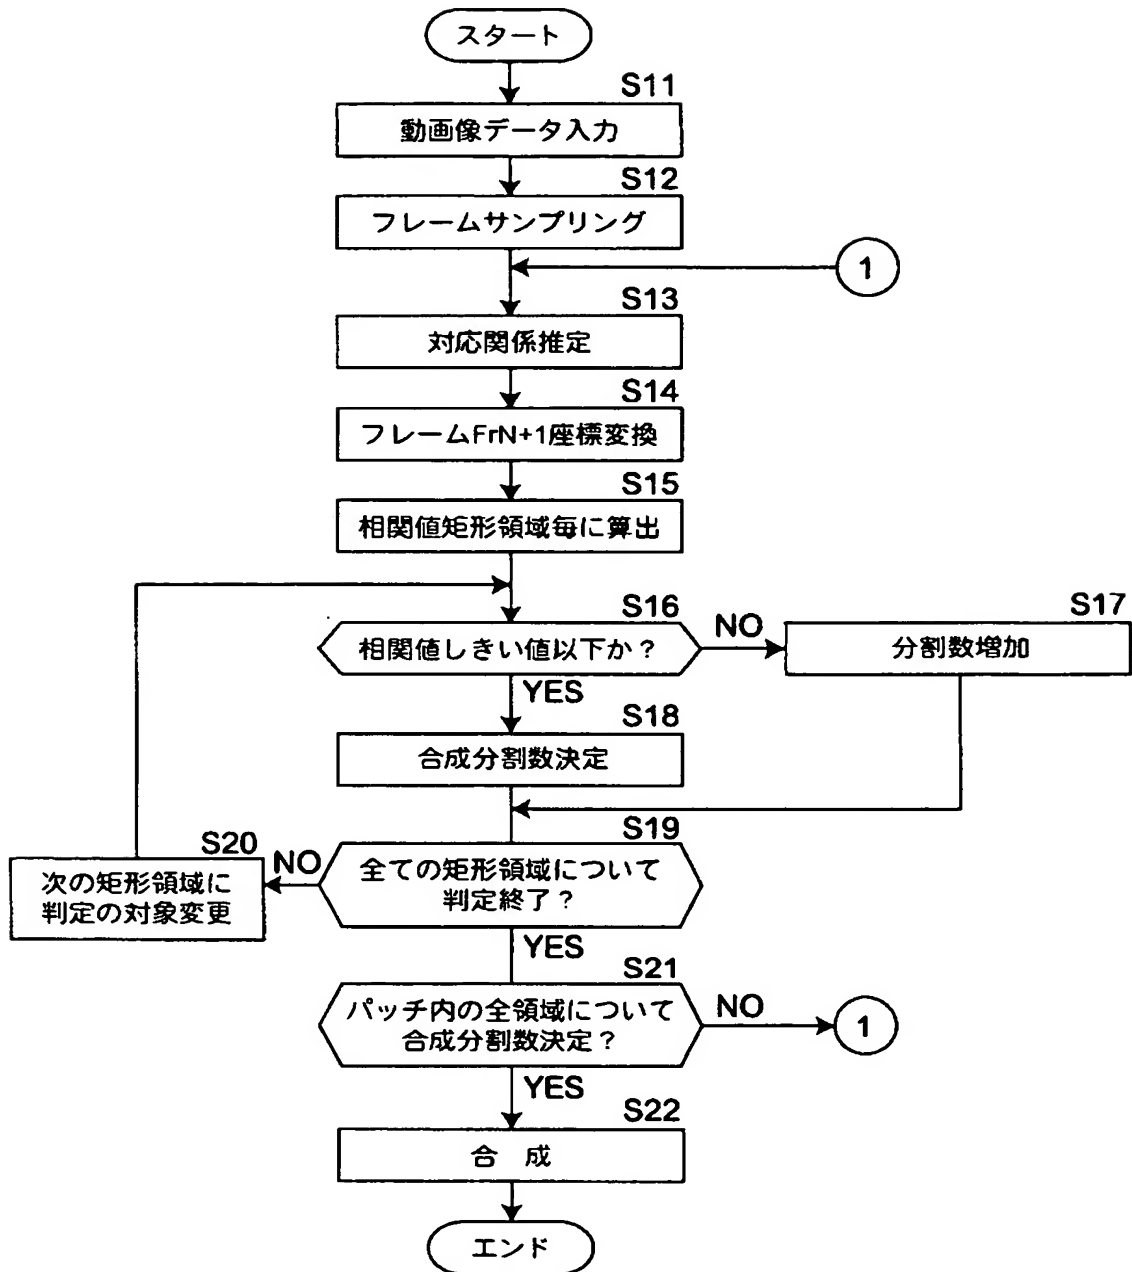 スタート
S11
動画像データ入力
S12
フレームサンプリング
1
S13
対応関係推定
S14
フレームFrN+1座標変換
S15
相関値矩形領域毎に算出
S16
相関値しきい値以下か？
NO
S17
分割数増加
YES
S18
合成分割数決定
S19
全ての矩形領域について
判定終了？
NO
S20
次の矩形領域に
判定の対象変更
YES
S21
パッチ内の全領域について
合成分割数決定？
NO
1
YES
S22
合 成
エンド